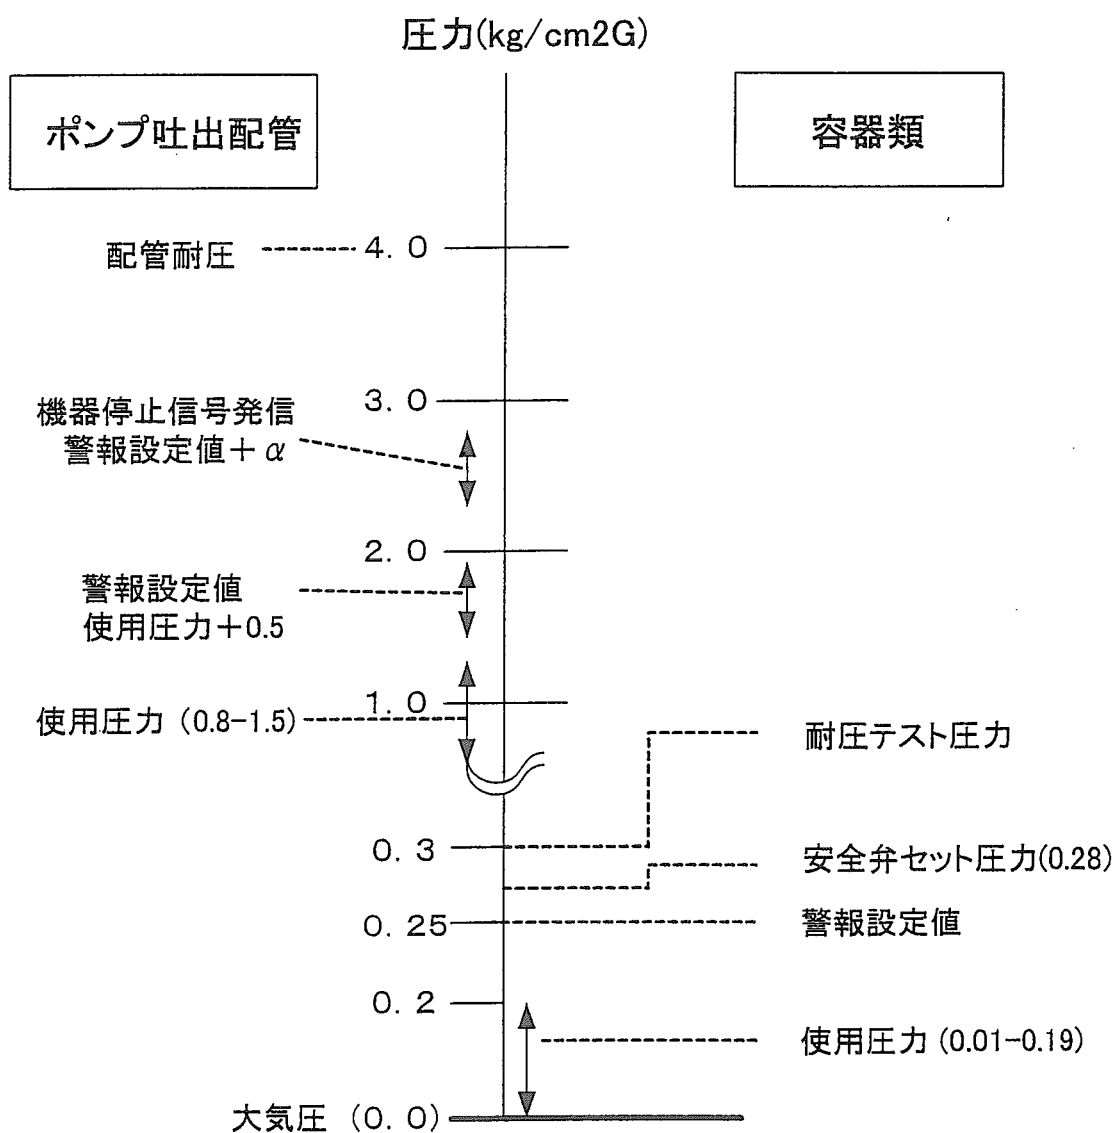 圧力(kg/cm2G)
ポンプ吐出配管
容器類
配管耐圧
4. 0
機器停止信号発信
警報設定値+α
3. 0
2. 0
警報設定値
使用圧力+0.5
1. 0
使用圧力 (0.8-1.5)
耐圧テスト圧力
0. 3
安全弁セット圧力(0.28)
0. 25
警報設定値
0. 2
使用圧力 (0.01-0.19)
大気圧 (0. 0)